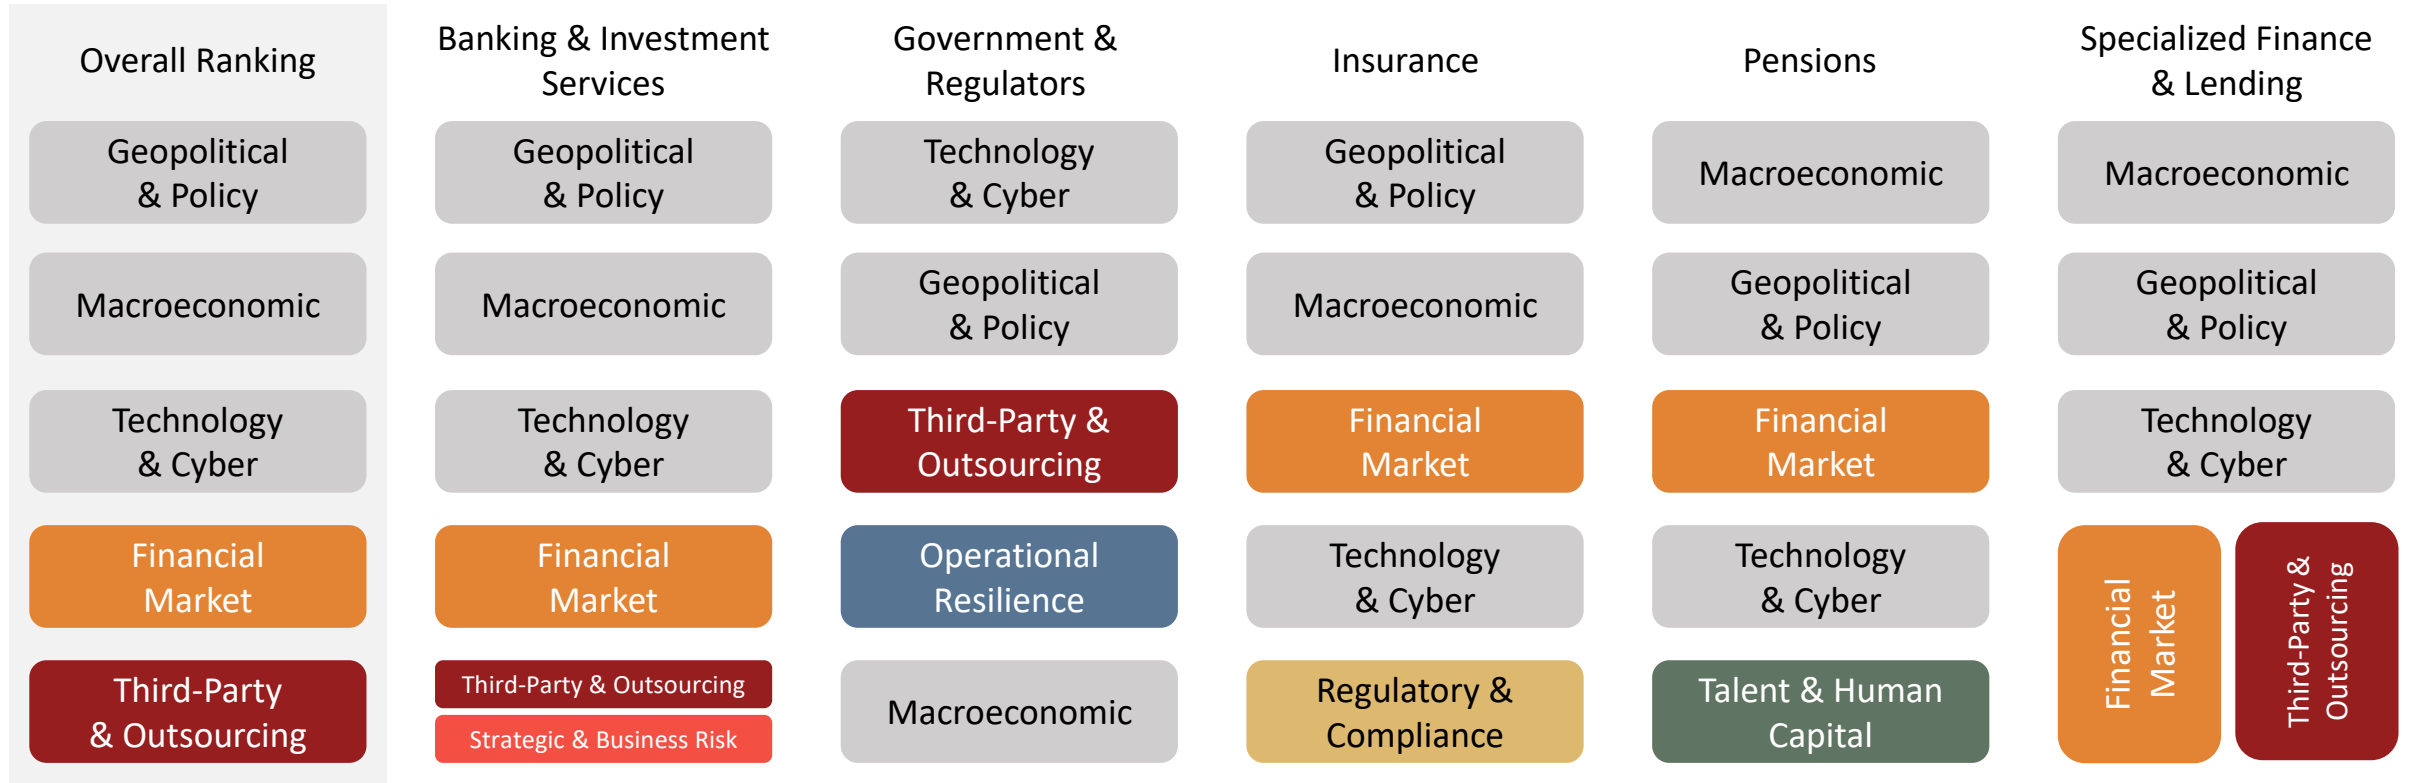 Overall Ranking
Geopolitical
& Policy
Macroeconomic
Technology
& Cyber
Financial
Market
Third-Party
& Outsourcing
Banking & Investment
Services
Geopolitical
& Policy
Macroeconomic
Technology
& Cyber
Financial
Market
Third-Party & Outsourcing
Strategic & Business Risk
Government &
Regulators
Technology
& Cyber
Geopolitical
& Policy
Third-Party &
Outsourcing
Operational
Resilience
Macroeconomic
Insurance
Geopolitical
& Policy
Macroeconomic
Financial
Market
Technology
& Cyber
Regulatory &
Compliance
Pensions
Macroeconomic
Geopolitical
& Policy
Financial
Market
Technology
& Cyber
Talent & Human
Capital
Specialized Finance
& Lending
Macroeconomic
Geopolitical
& Policy
Technology
& Cyber
Financial
Market
Third-Party &
Outsourcing